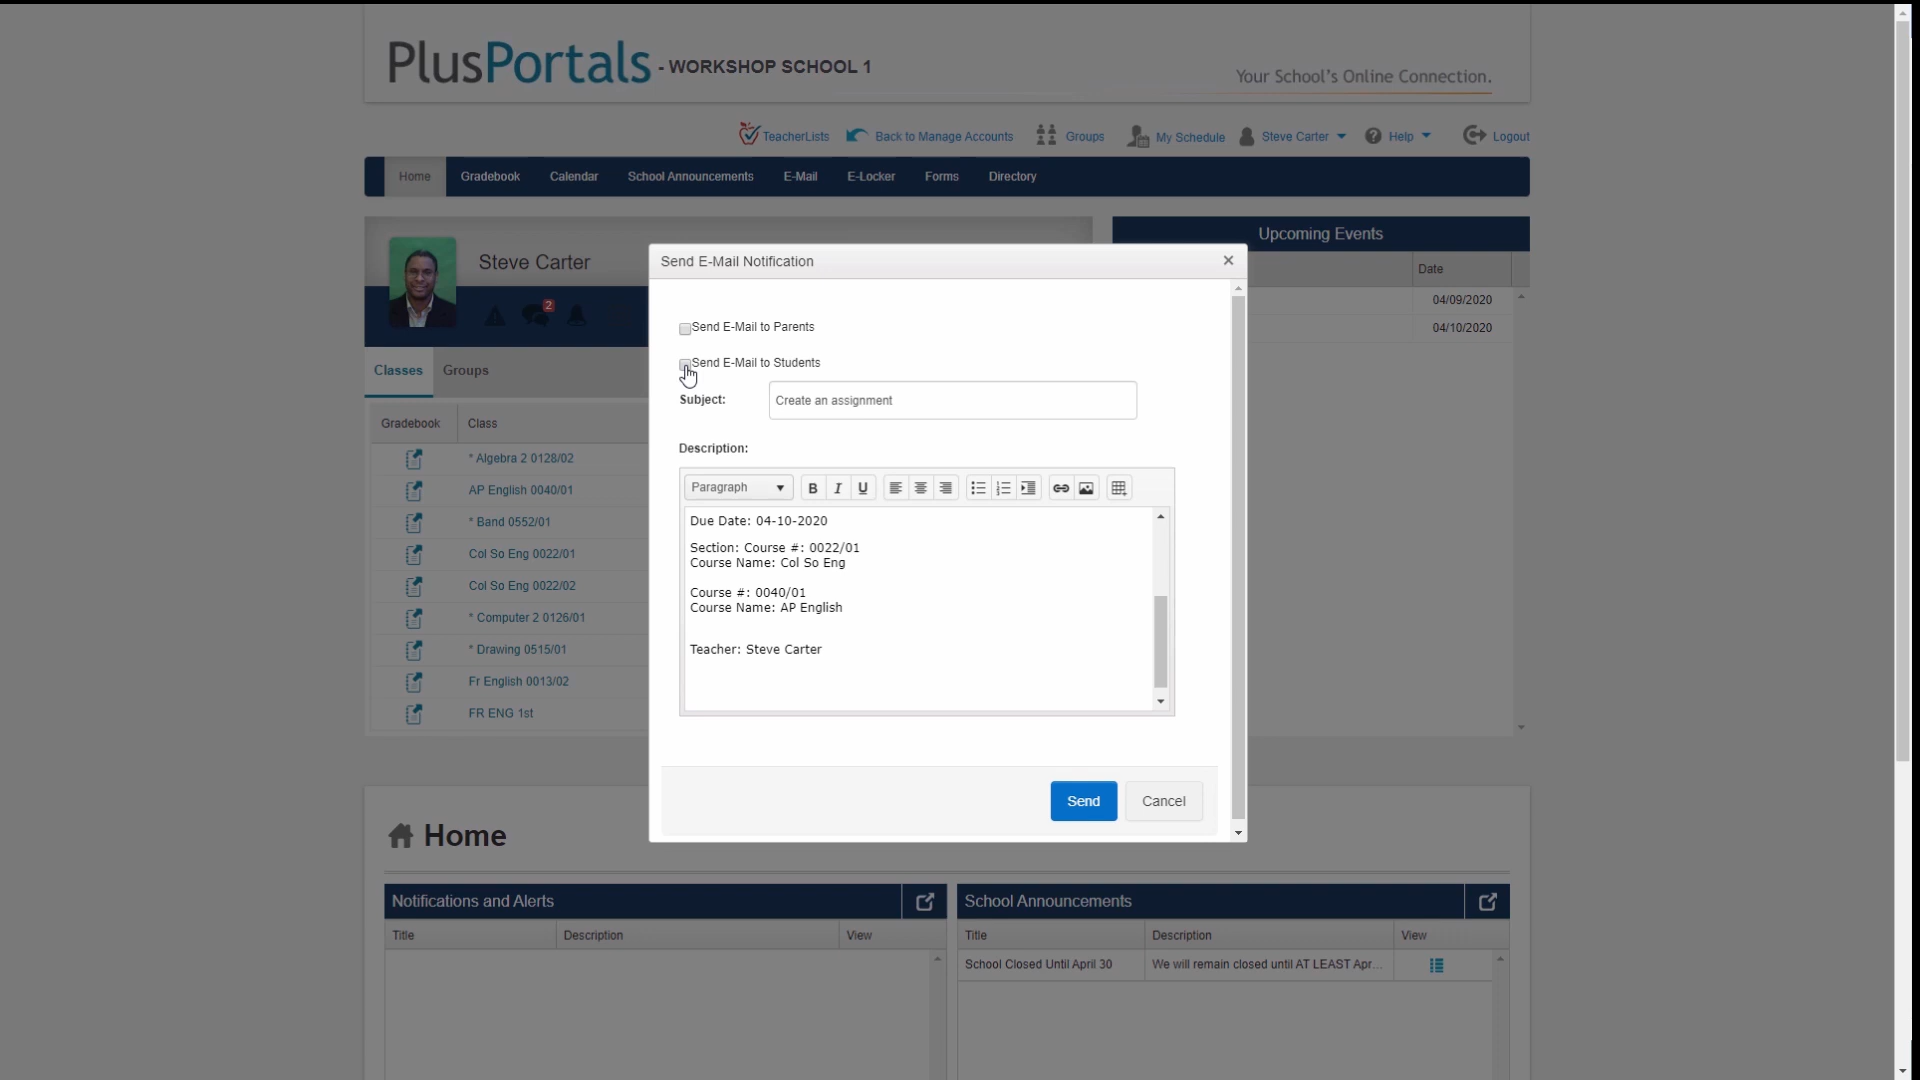 PlusPortals - WORKSHOP SCHOOL 1
Your School's Online Connection.
TeacherLists Back to Manage Accounts Groups My Schedule Steve Carter Help Logout
Home Gradebook Calendar School Announcements E-Mail E-Locker Forms Directory
Steve Carter
2
Classes Groups
Gradebook Class
* Algebra 2 0128/02
AP English 0040/01
* Band 0552/01
Col So Eng 0022/01
Col So Eng 0022/02
* Computer 2 0126/01
* Drawing 0515/01
Fr English 0013/02
FR ENG 1st
Upcoming Events
Date
04/09/2020
04/10/2020
Send E-Mail Notification
Send E-Mail to Parents
Send E-Mail to Students
Subject: Create an assignment
Description:
Paragraph B I U
Due Date: 04-10-2020
Section: Course #: 0022/01
Course Name: Col So Eng
Course #: 0040/01
Course Name: AP English
Teacher: Steve Carter
Send Cancel
Home
Notifications and Alerts
Title Description View
School Announcements
Title Description View
School Closed Until April 30 We will remain closed until AT LEAST Apr...